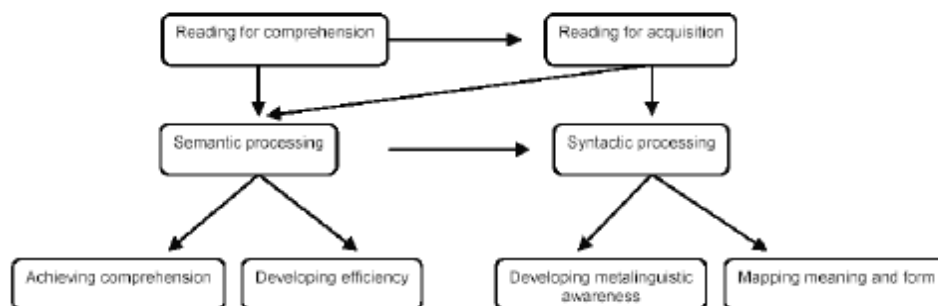 Reading for comprehension
Reading for acquisition
Semantic processing
Syntactic processing
Achieving comprehension
Developing efficiency
Developing metalinguistic
awareness
Mapping meaning and form